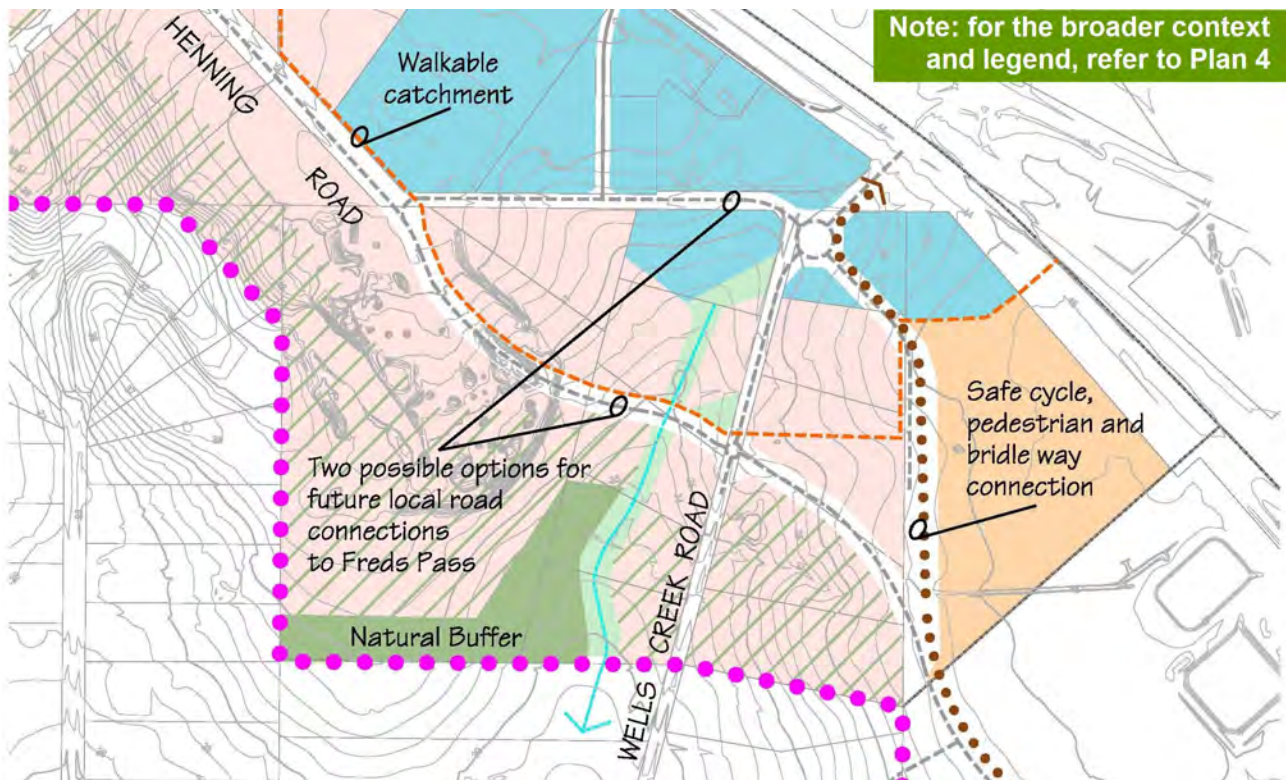 Note: for the broader context
and legend, refer to Plan 4
HENNING
ROAD
Walkable
catchment
Two possible options for
future local road
connections
to Freds Pass
Safe cycle,
pedestrian and
bridle way
connection
Natural Buffer
WELLS CREEK ROAD